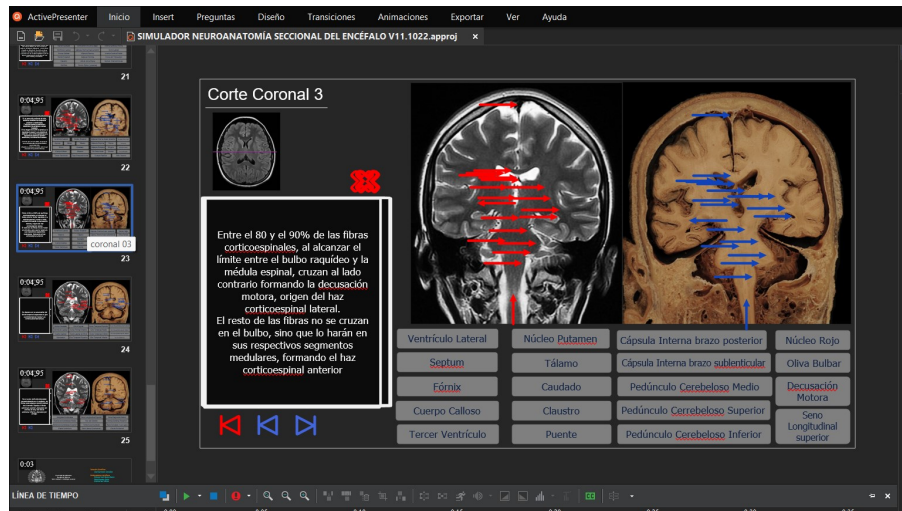 ActivePresenter Inicio Insert Preguntas Diseño Transiciones Animaciones Exportar Ver Ayuda
SIMULADOR NEUROANATOMÍA SECCIONAL DEL ENCÉFALO V11.1022.approj ×
21
0:04,95
22
0:04,95
coronal 03
23
0:04,95
24
0:04,95
25
0:03
Corte Coronal 3
Entre el 80 y el 90% de las fibras
corticoespinales, al alcanzar el
límite entre el bulbo raquídeo y la
médula espinal, cruzan al lado
contrario formando la decusación
motora, origen del haz
corticoespinal lateral.
El resto de las fibras no se cruzan
en el bulbo, sino que lo harán en
sus respectivos segmentos
medulares, formando el haz
corticoespinal anterior
Ventrículo Lateral
Septum
Fórnix
Cuerpo Calloso
Tercer Ventrículo
Núcleo Putamen
Tálamo
Caudado
Claustro
Puente
Cápsula Interna brazo posterior
Cápsula Interna brazo sublenticular
Pedúnculo Cerebeloso Medio
Pedúnculo Cerrebeloso Superior
Pedúnculo Cerebeloso Inferior
Núcleo Rojo
Oliva Bulbar
Decusación
Motora
Seno
Longitudinal
superior
LÍNEA DE TIEMPO